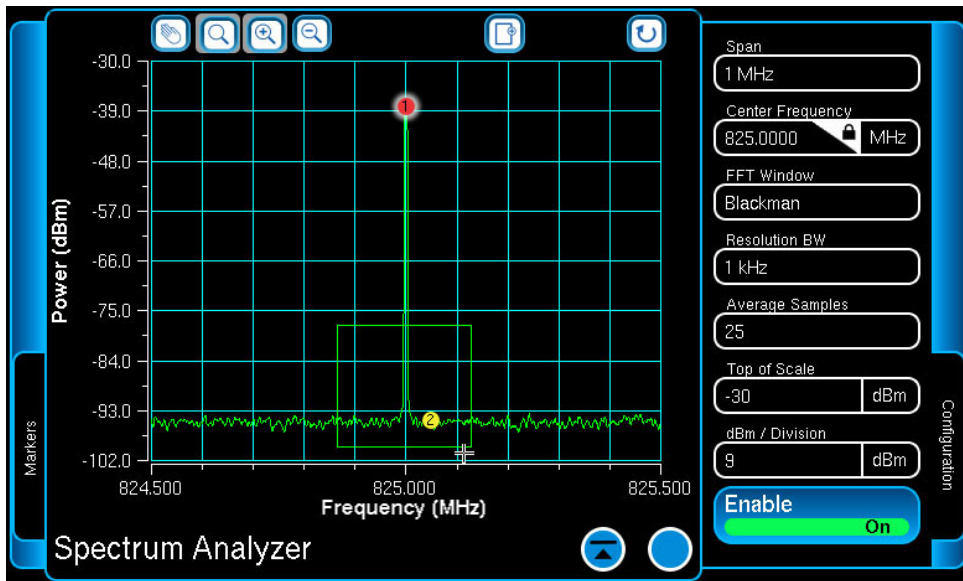 -30.0
-39.0
-48.0
-57.0
-66.0
-75.0
-84.0
-93.0
-102.0
Power (dBm)
1
2
824.500
825.000
825.500
Frequency (MHz)
Spectrum Analyzer
Markers
Span
1 MHz
Center Frequency
825.0000 MHz
FFT Window
Blackman
Resolution BW
1 kHz
Average Samples
25
Top of Scale
-30 dBm
dBm / Division
9 dBm
Enable
On
Configuration